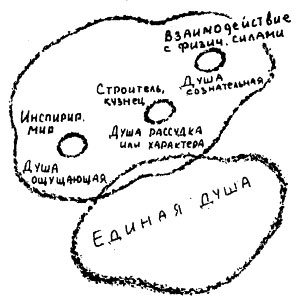 Взаимодействие
с физич. силами
Душа
сознательная
Строитель,
кузнец
Душа рассудка
или характера
Инспирир.
мир
Душа
ощущающая
Единая душа